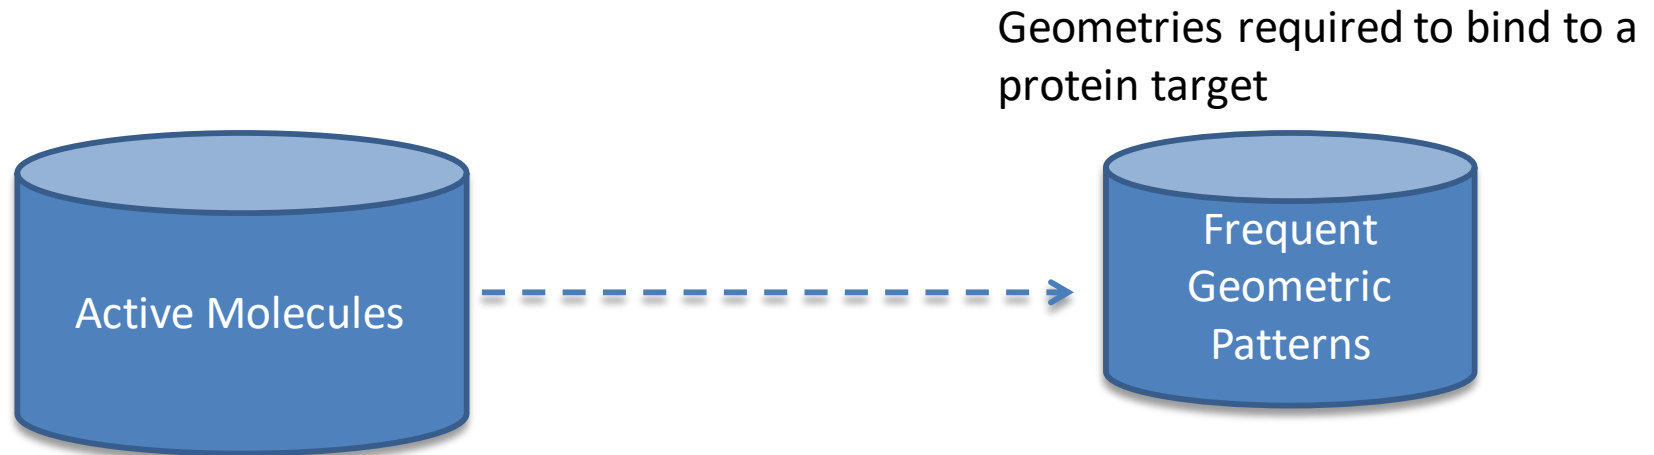 Geometries required to bind to a
protein target
Active Molecules
Frequent
Geometric
Patterns